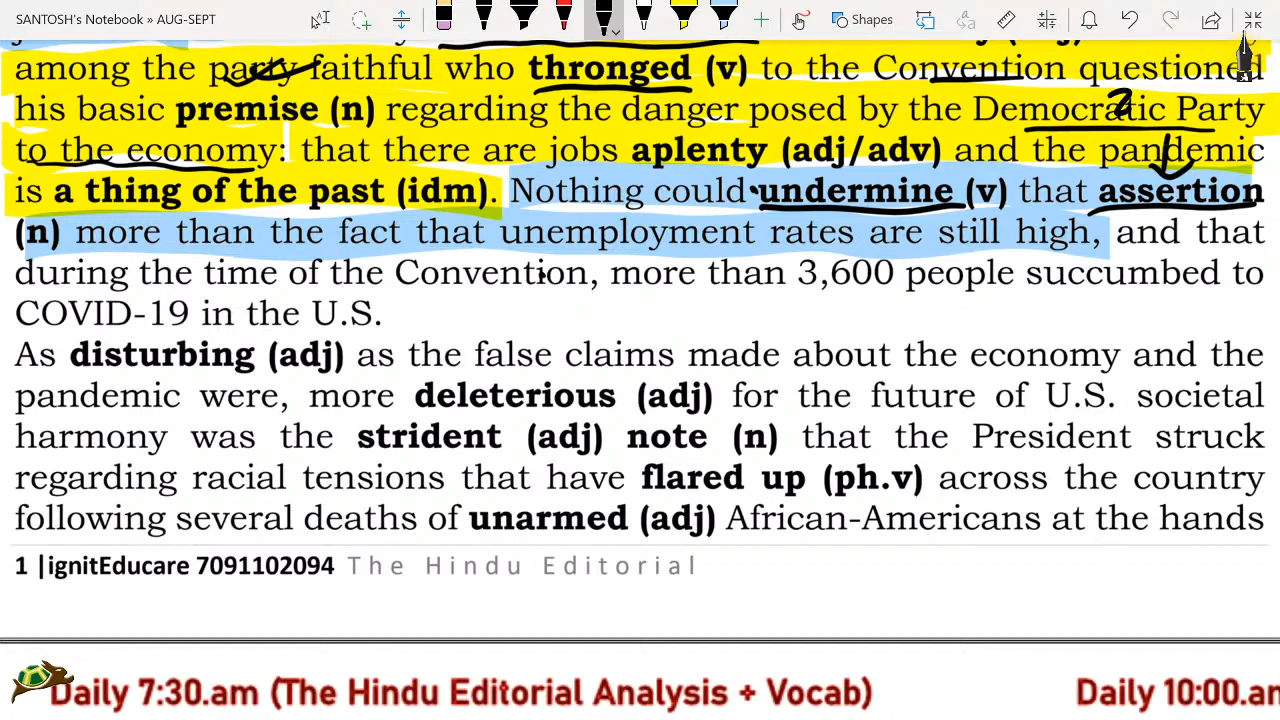 SANTOSH's Notebook » AUG-SEPT
Shapes
among the party faithful who thronged (v) to the Convention questioned
his basic premise (n) regarding the danger posed by the Democratic Party
to the economy: that there are jobs aplenty (adj/adv) and the pandemic
is a thing of the past (idm). Nothing could undermine (v) that assertion
(n) more than the fact that unemployment rates are still high, and that
during the time of the Convention, more than 3,600 people succumbed to
COVID-19 in the U.S.
As disturbing (adj) as the false claims made about the economy and the
pandemic were, more deleterious (adj) for the future of U.S. societal
harmony was the strident (adj) note (n) that the President struck
regarding racial tensions that have flared up (ph.v) across the country
following several deaths of unarmed (adj) African-Americans at the hands
1 |ignitEducare 7091102094 The Hindu Editorial
Daily 7:30.am (The Hindu Editorial Analysis + Vocab) Daily 10:00.an